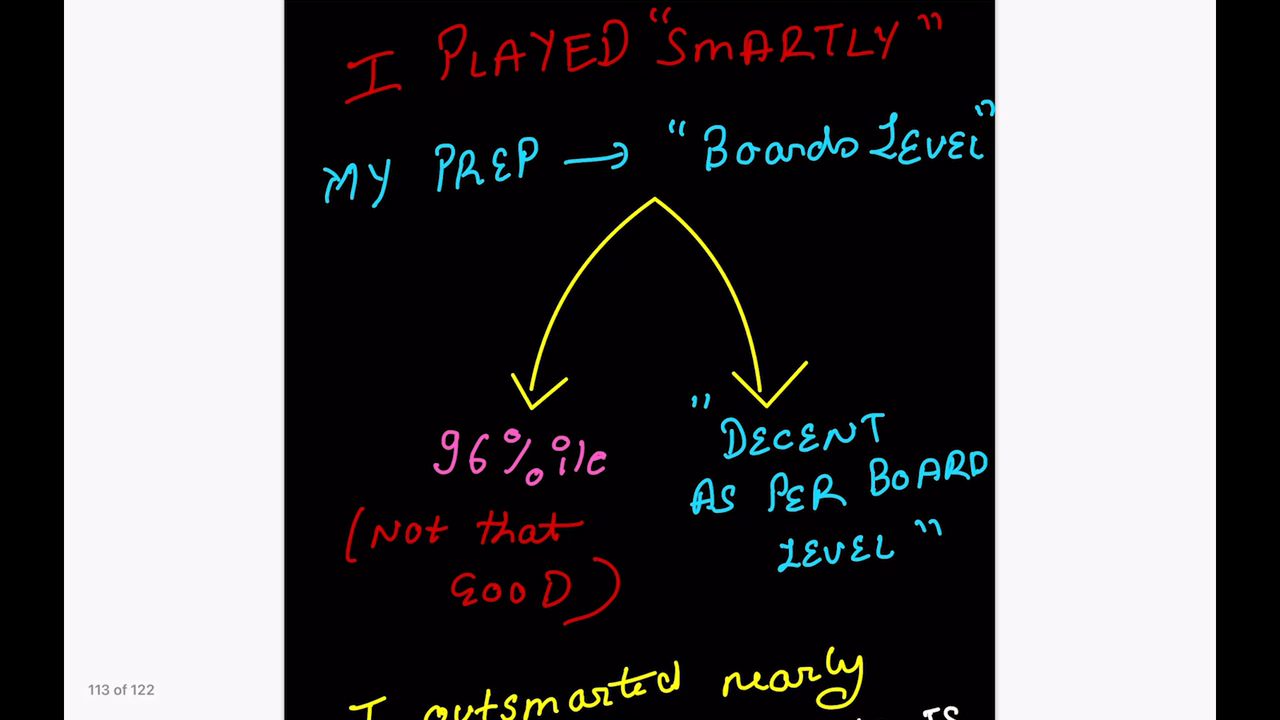 I PLAYED "SMARTLY"
MY PREP → "Boards LEVEL"
96%ile
(Not that
GOOD)
"DECENT
AS PER BOARD
LEVEL"
I outsmarted nearly
IS
113 of 122